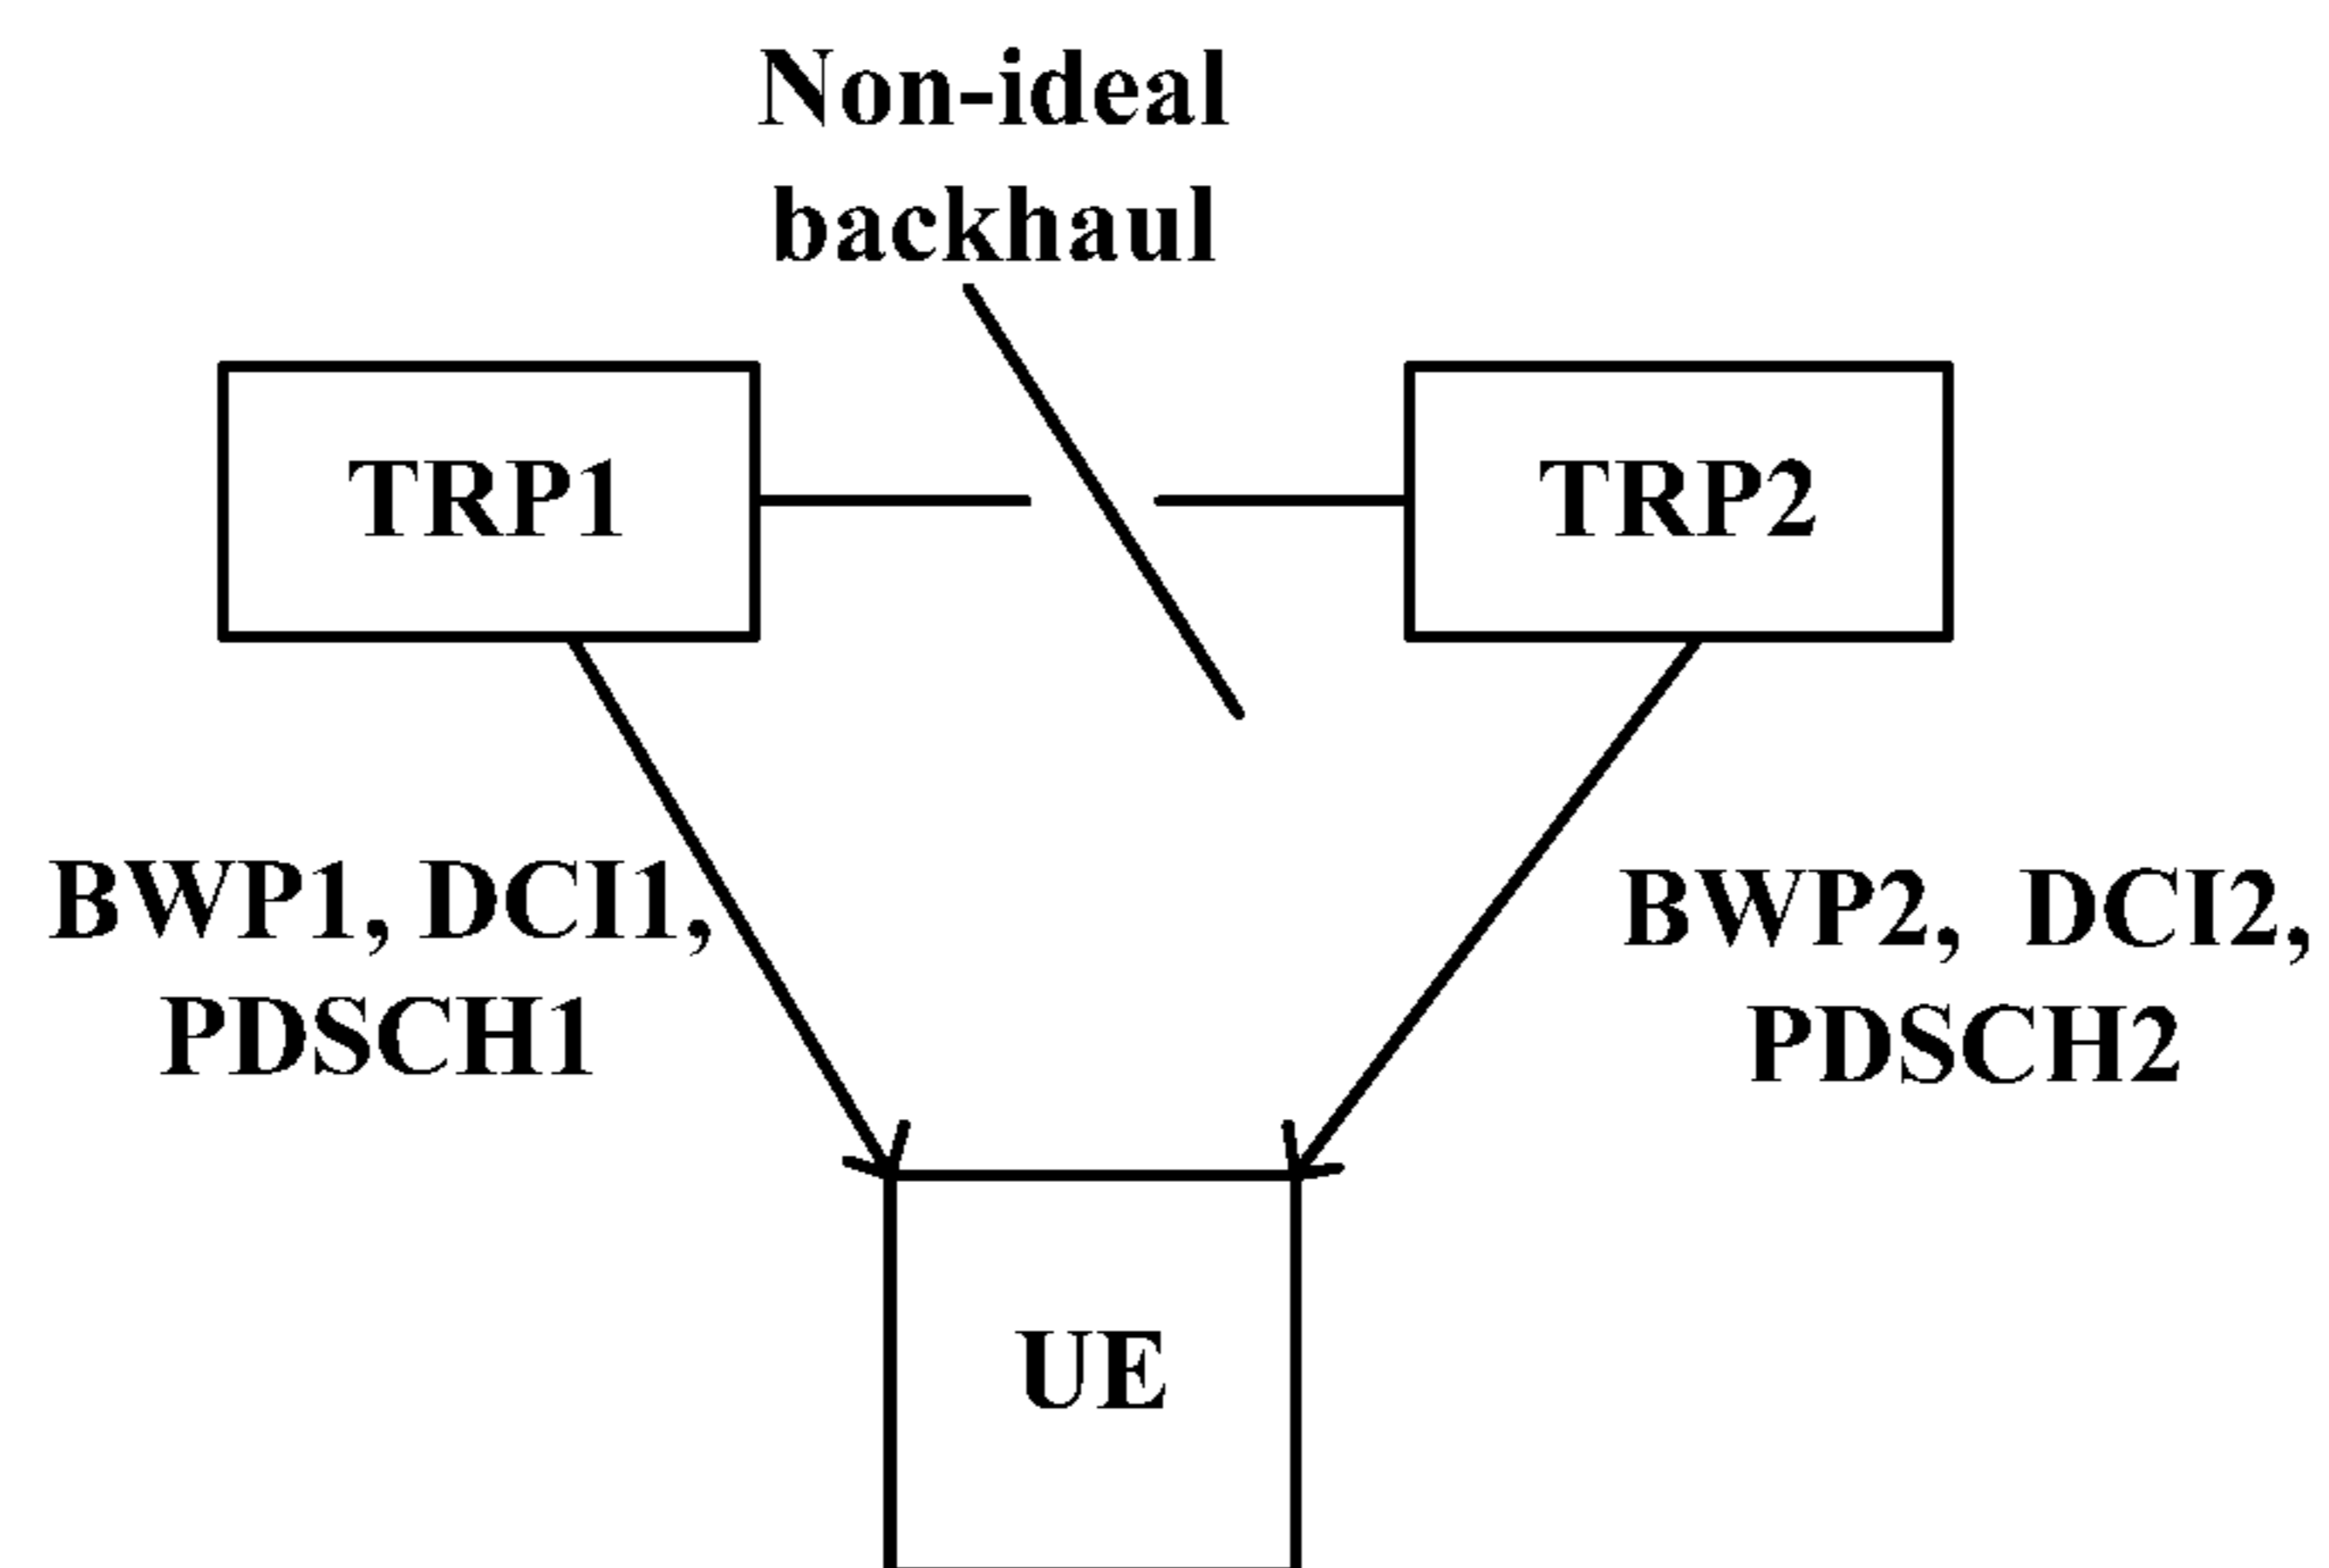 Non-ideal
backhaul
TRP1
TRP2
BWP1, DCI1,
PDSCH1
BWP2, DCI2,
PDSCH2
UE